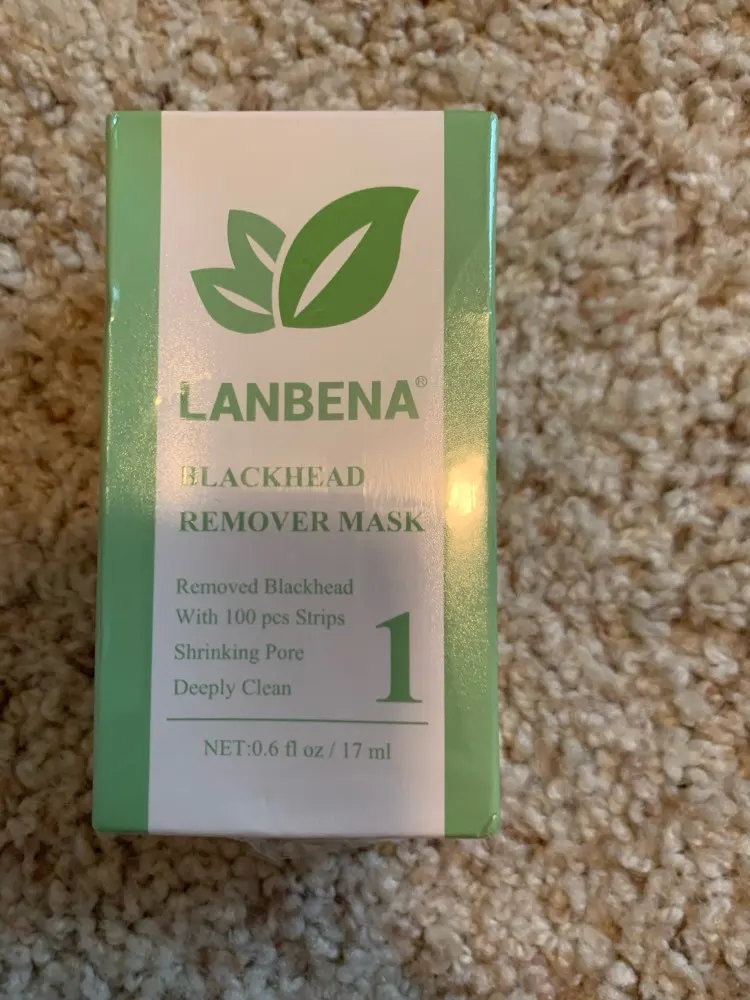 LANBENA®
BLACKHEAD
REMOVER MASK
Removed Blackhead
With 100 pcs Strips
Shrinking Pore
Deeply Clean
1
NET:0.6 fl oz / 17 ml